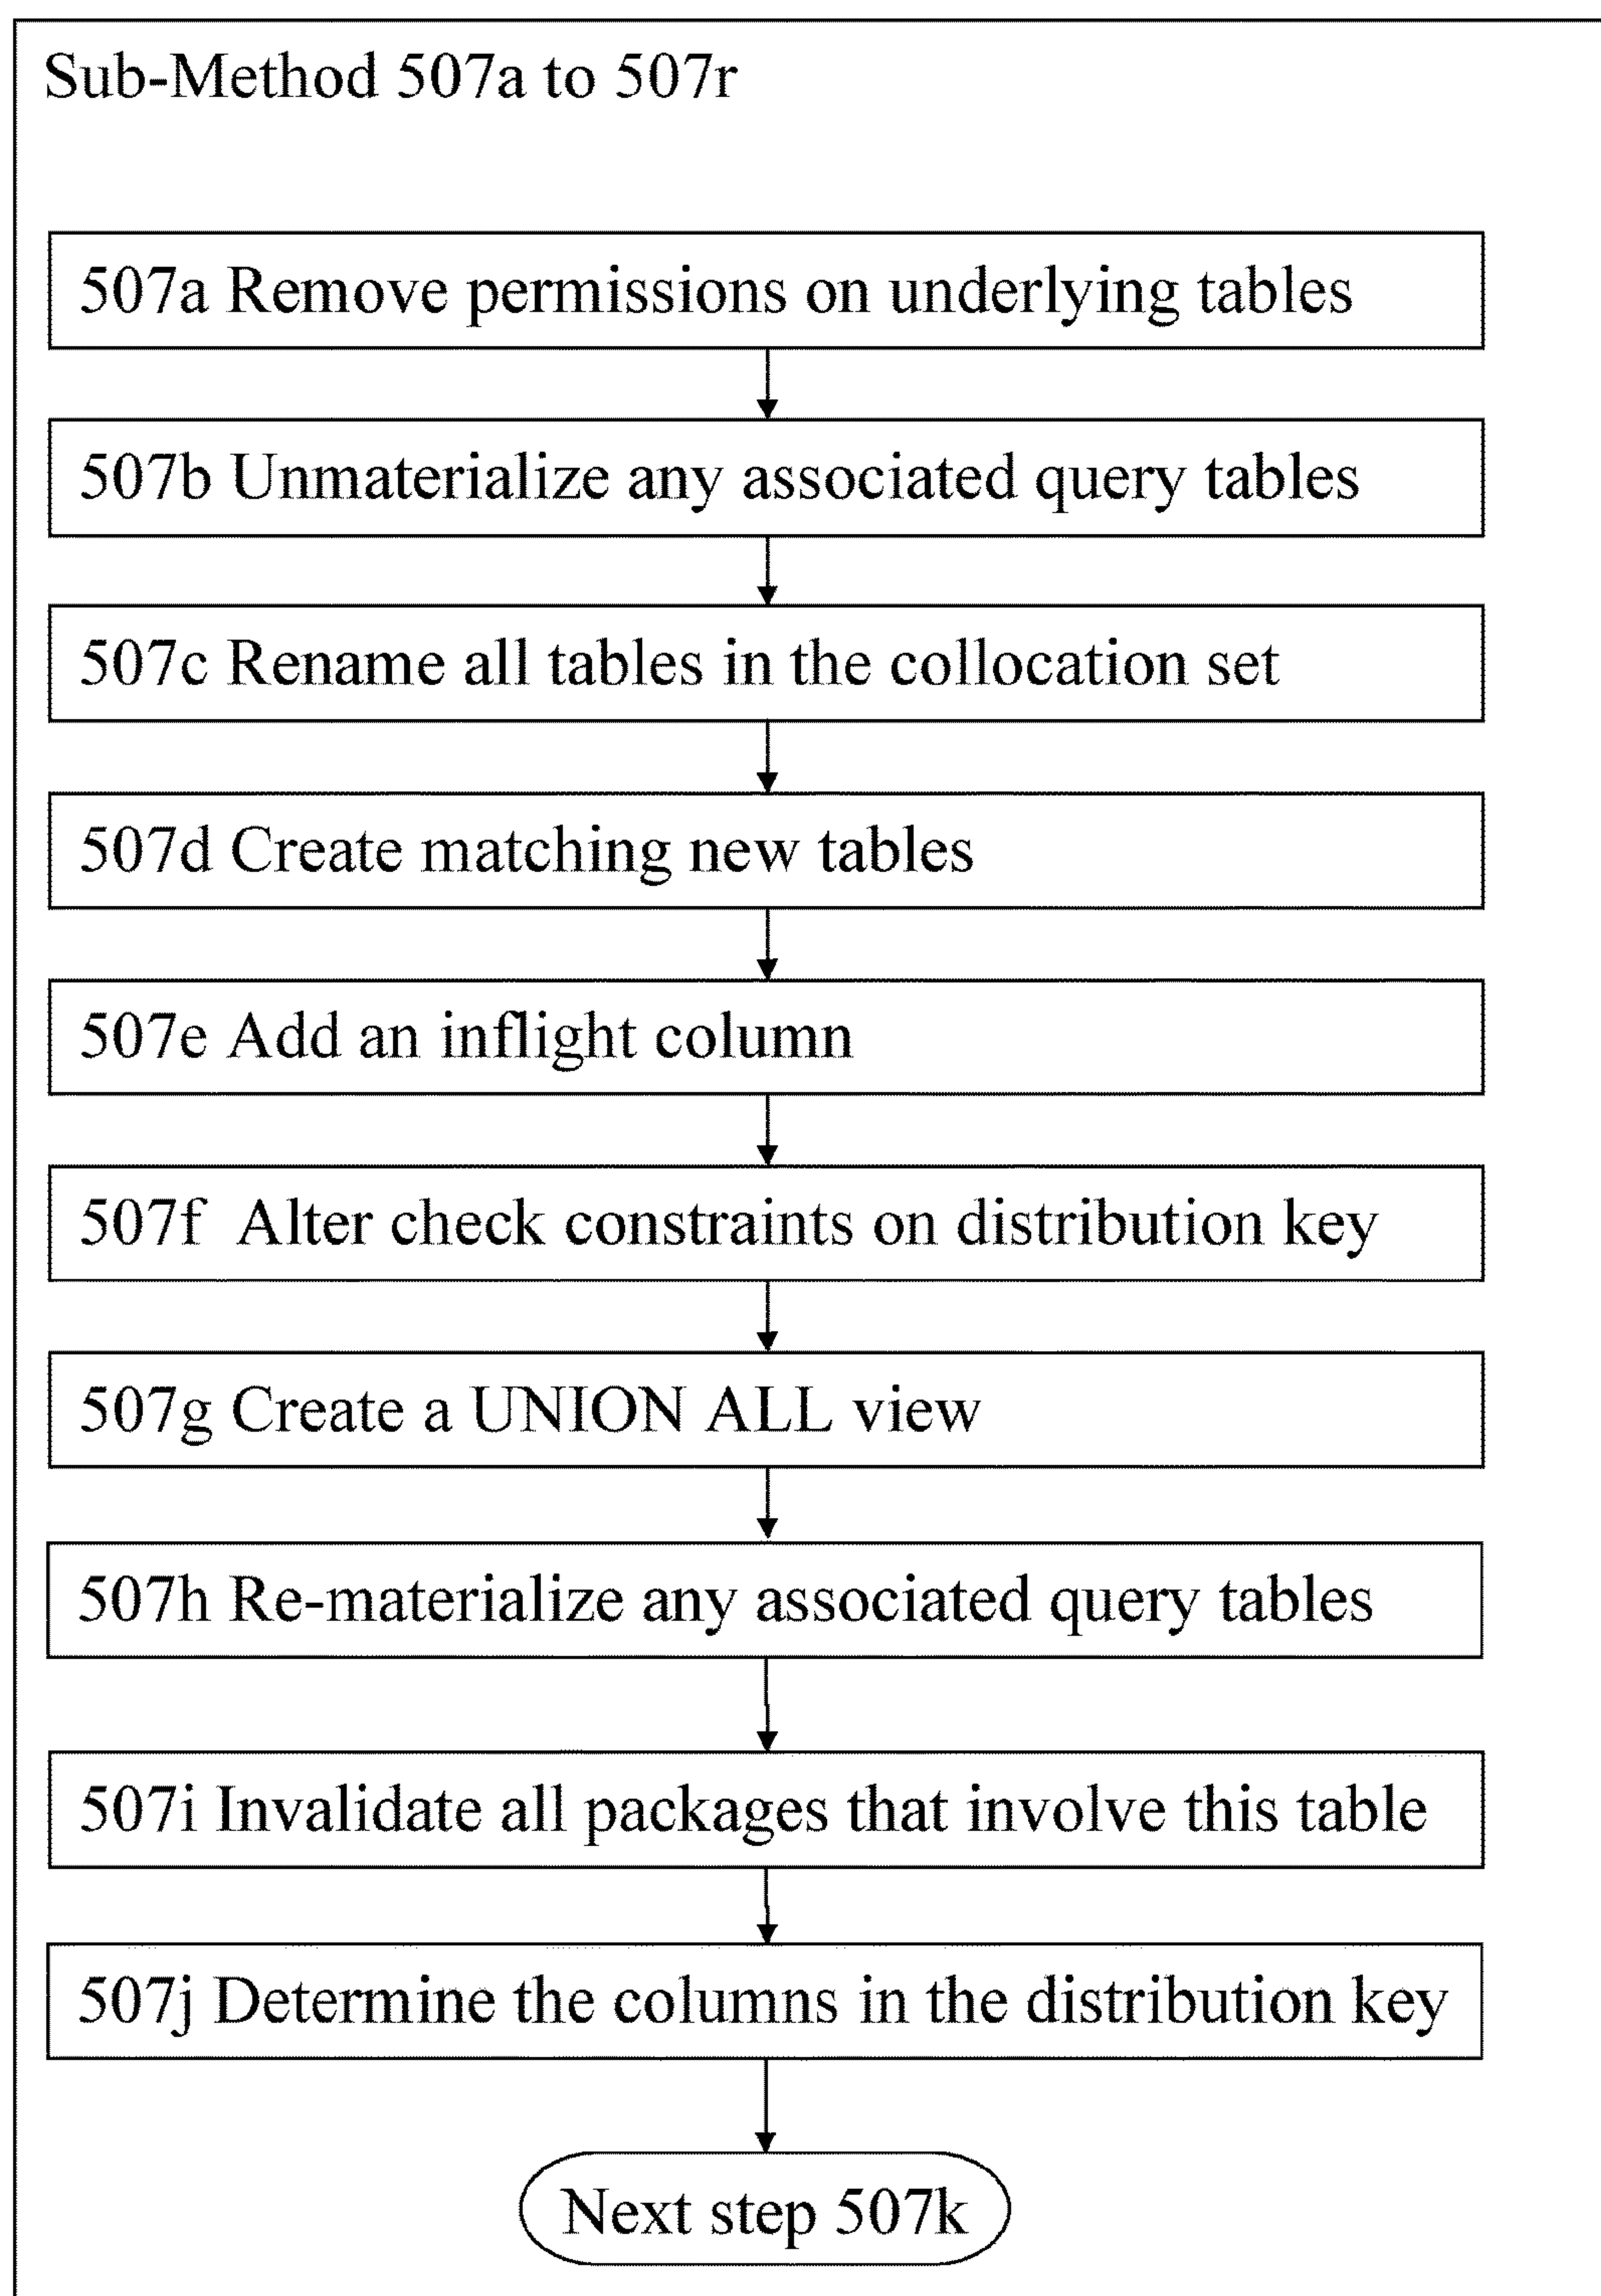 Sub-Method 507a to 507r
507a Remove permissions on underlying tables
507b Unmaterialize any associated query tables
507c Rename all tables in the collocation set
507d Create matching new tables
507e Add an inflight column
507f Alter check constraints on distribution key
507g Create a UNION ALL view
507h Re-materialize any associated query tables
507i Invalidate all packages that involve this table
507j Determine the columns in the distribution key
Next step 507k